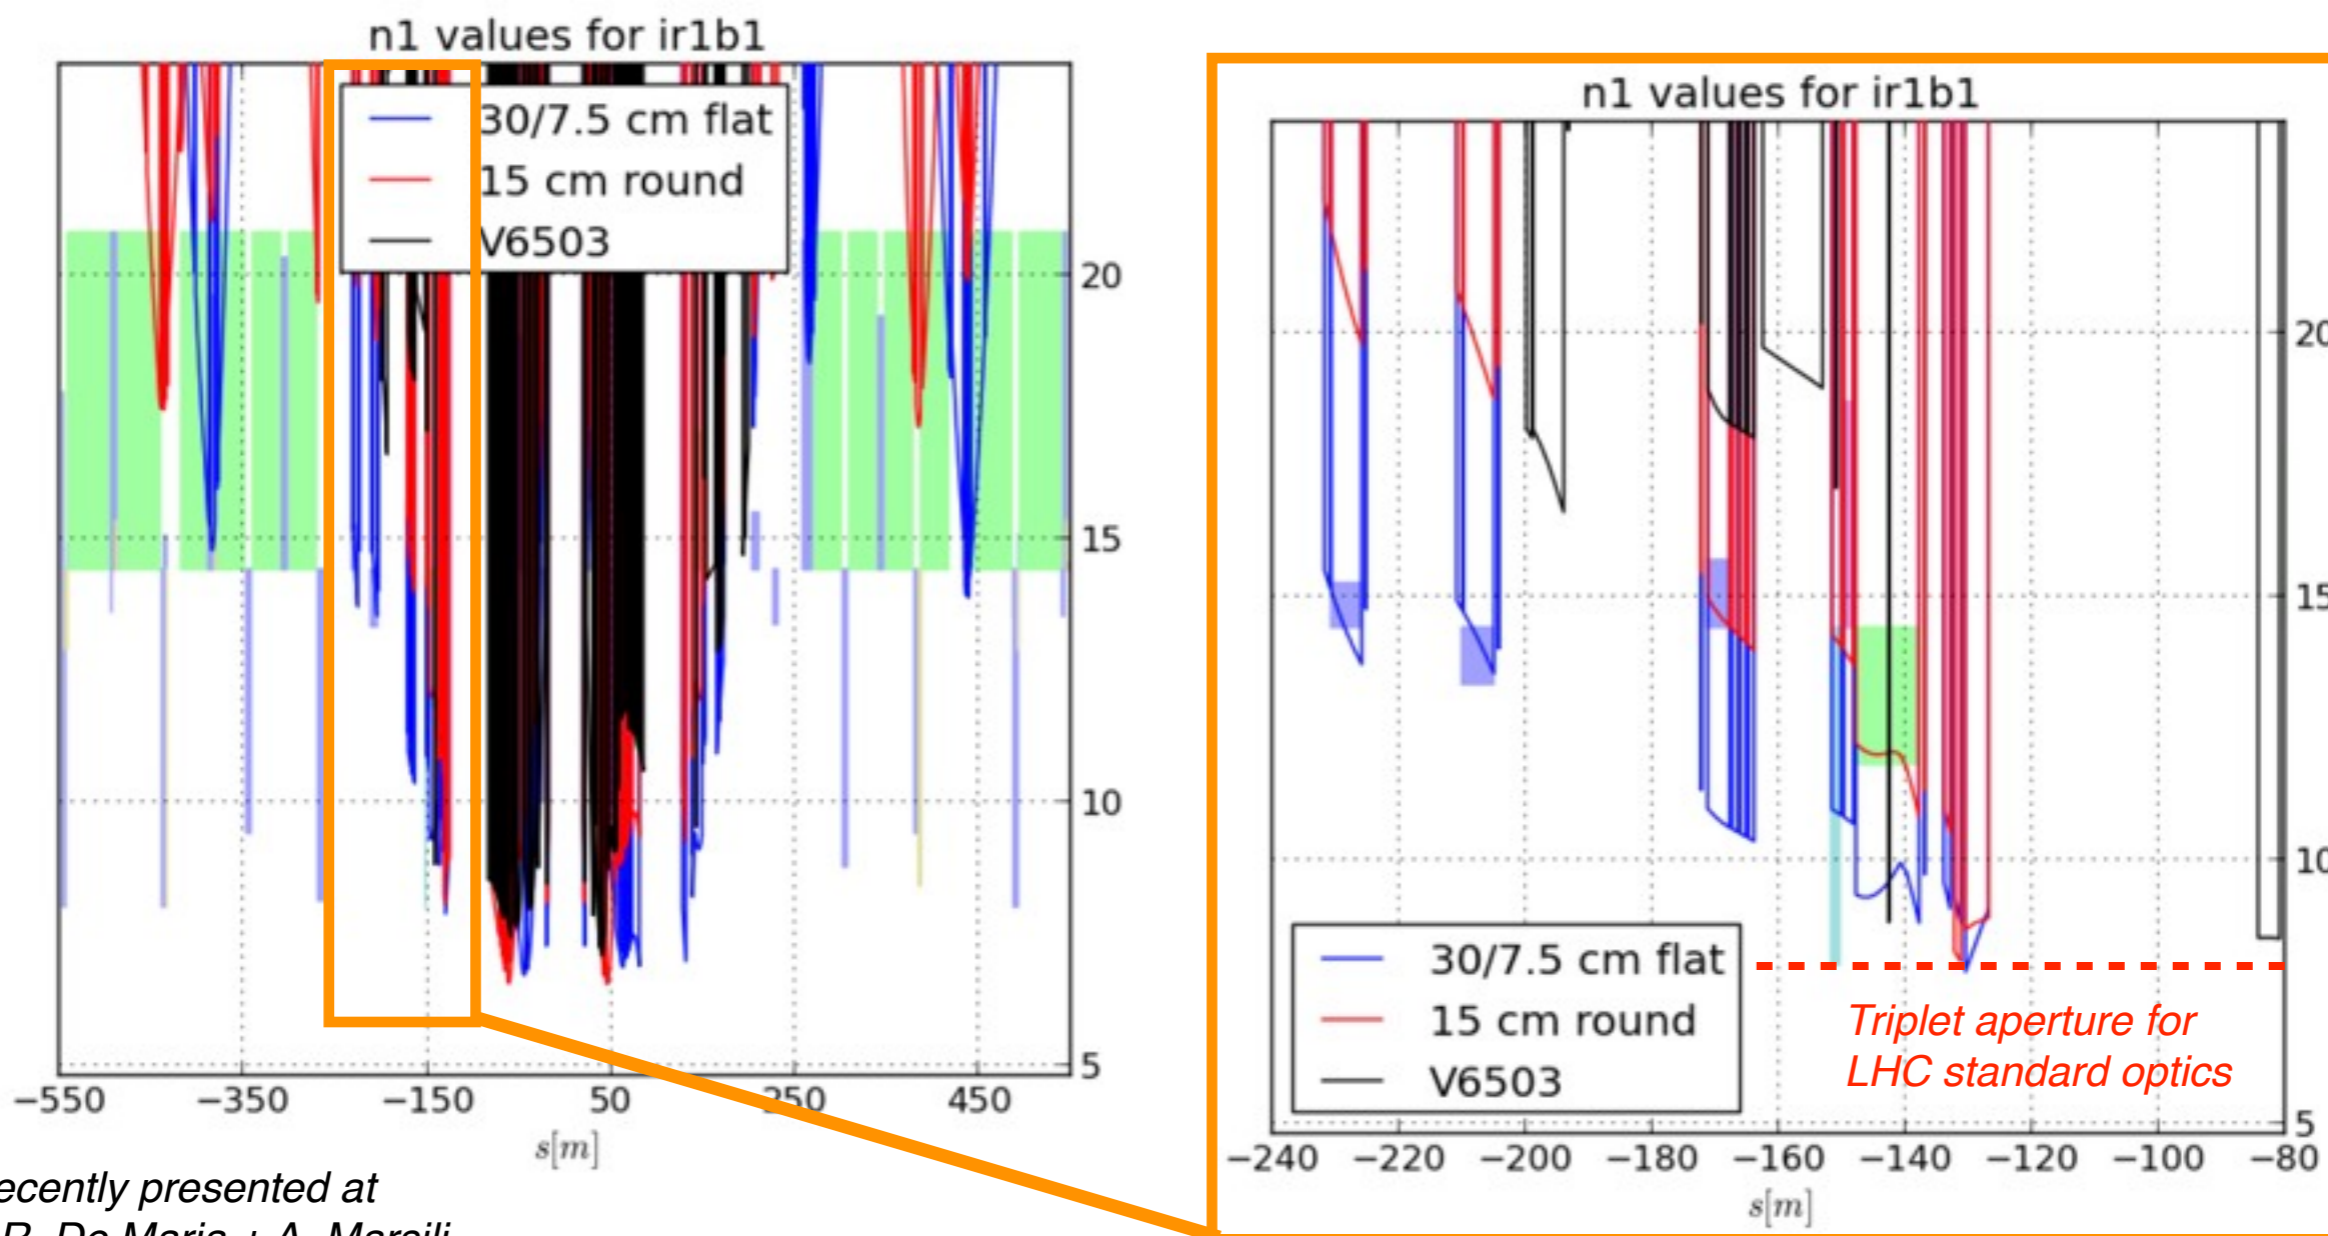 n1 values for ir1b1
30/7.5 cm flat
15 cm round
V6503
20
15
10
5
−550 −350 −150 50 250 450
s[m]
n1 values for ir1b1
20
15
10
5
30/7.5 cm flat
15 cm round
V6503
Triplet aperture for
LHC standard optics
−240 −220 −200 −180 −160 −140 −120 −100 −80
s[m]
ecently presented at
R. De Maria + A. Marsili